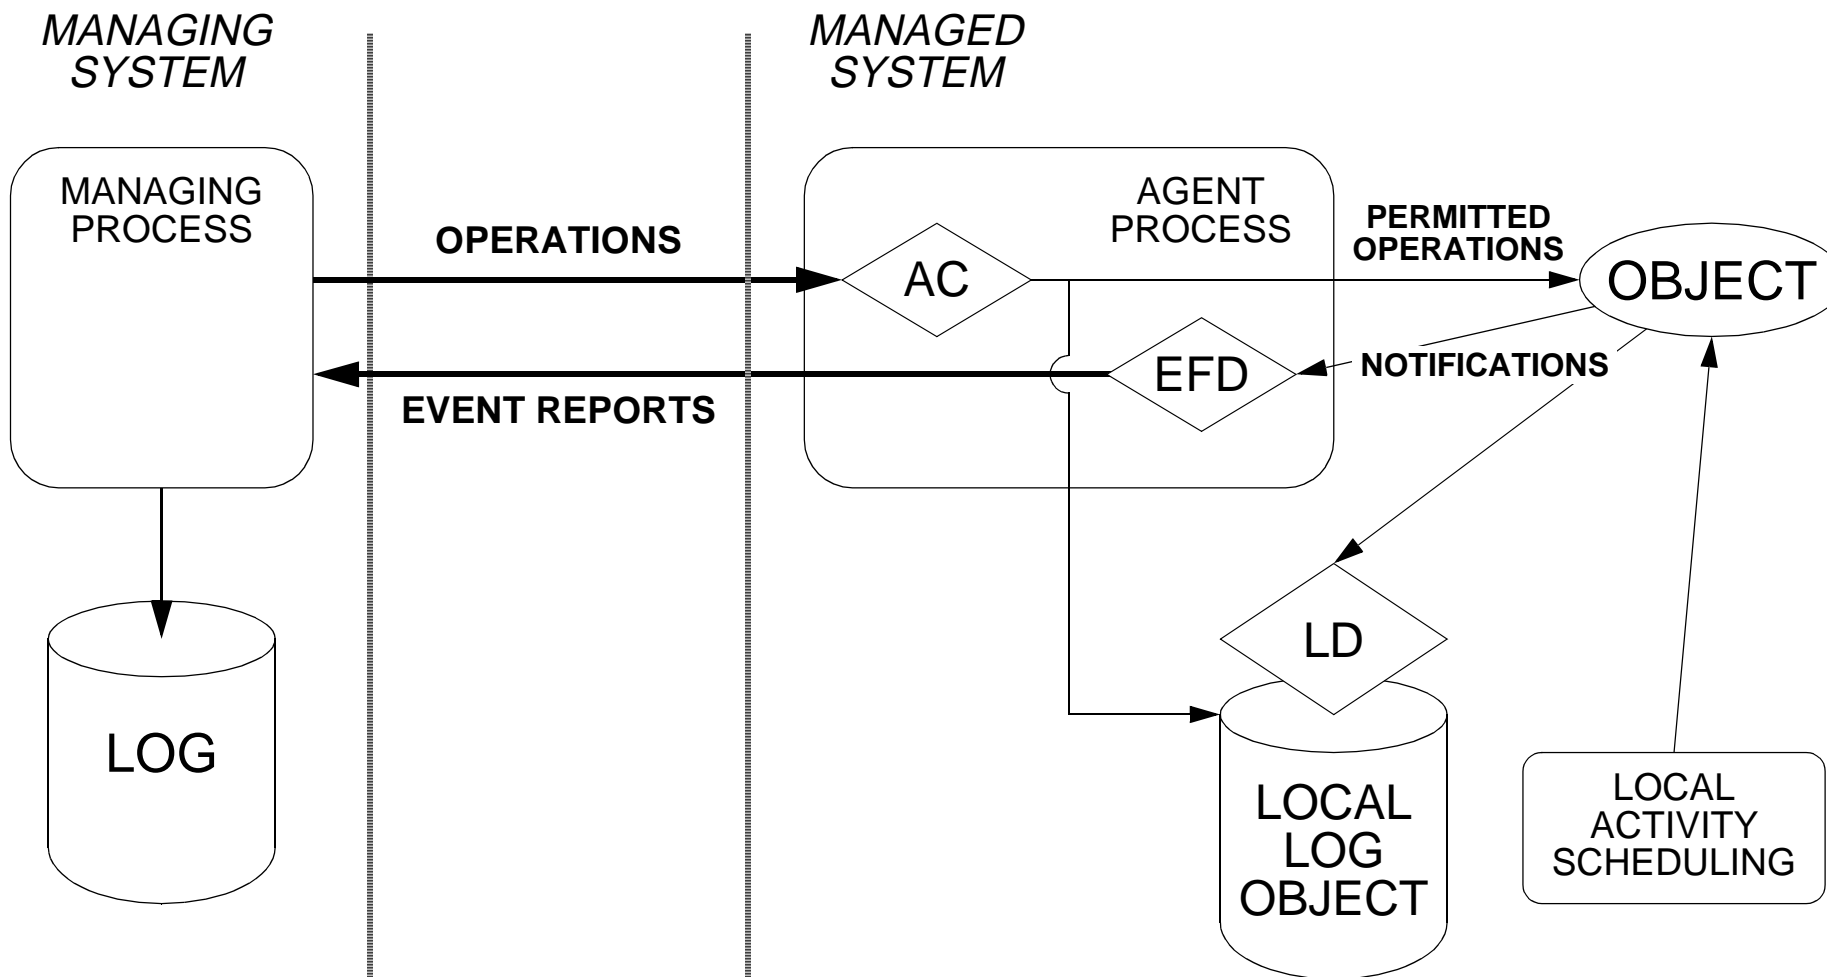 MANAGING
SYSTEM
MANAGED
SYSTEM
MANAGING
PROCESS
OPERATIONS
AGENT
PROCESS
AC
PERMITTED
OPERATIONS
OBJECT
EVENT REPORTS
EFD
NOTIFICATIONS
LOG
LD
LOCAL
LOG
OBJECT
LOCAL
ACTIVITY
SCHEDULING